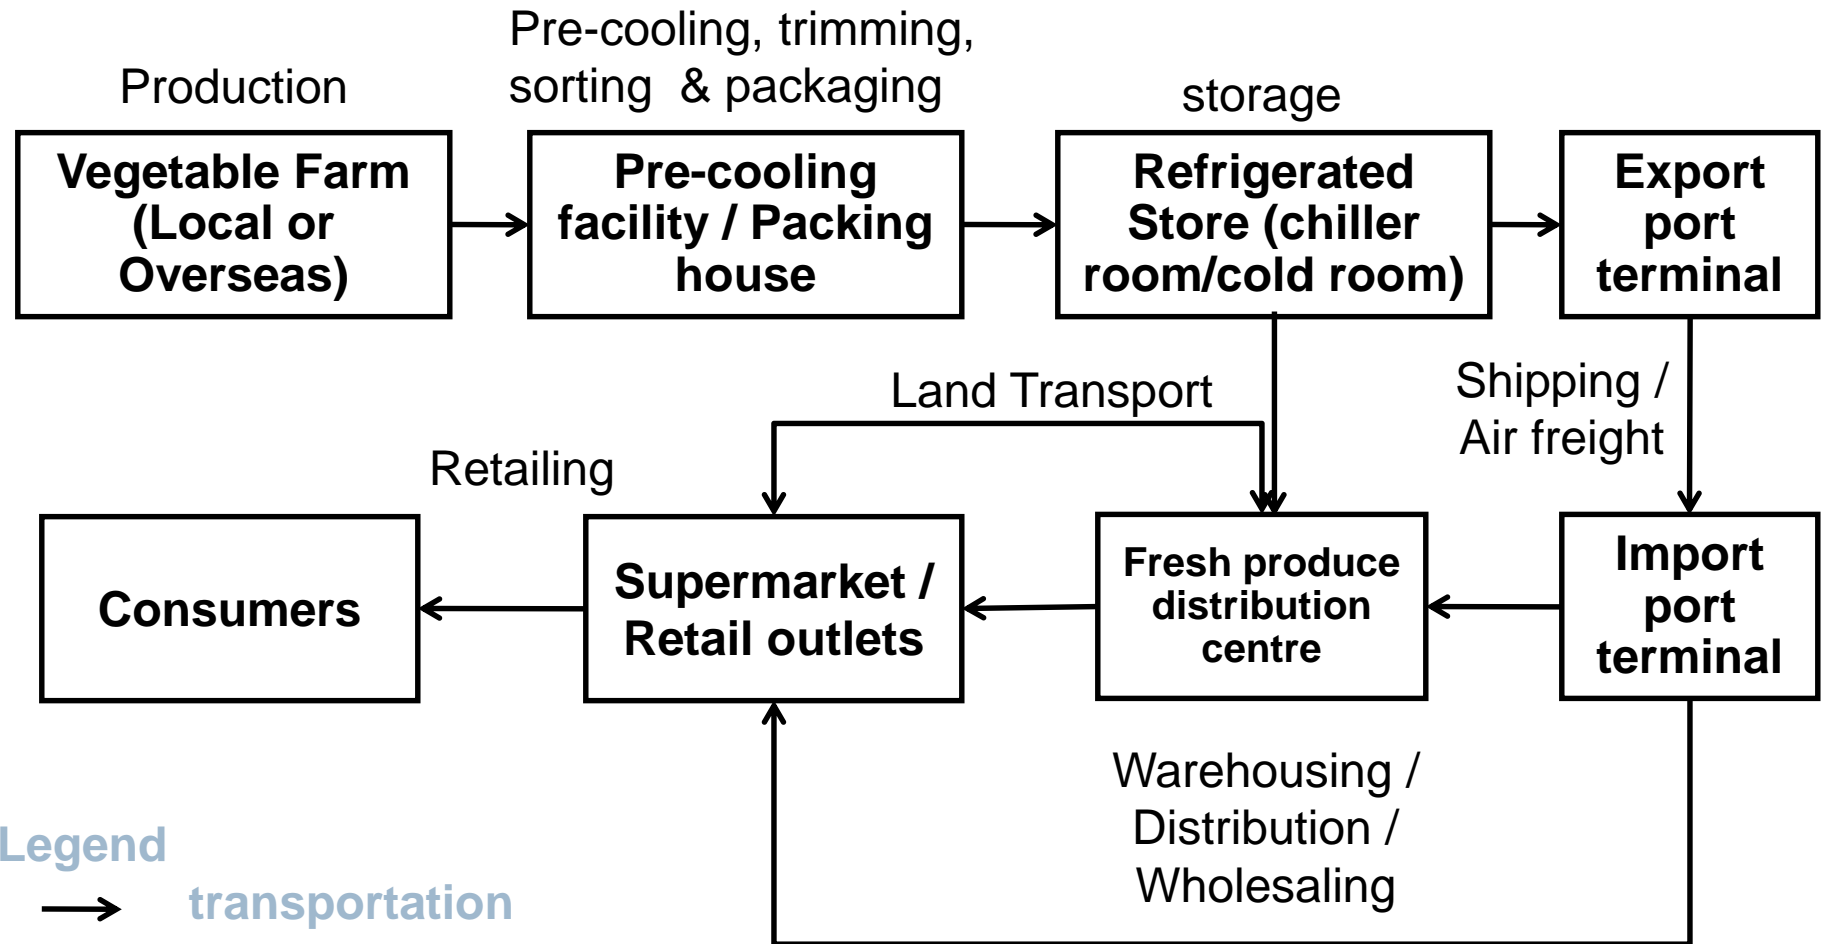 Production
Pre-cooling, trimming,
sorting & packaging
storage
Vegetable Farm
(Local or
Overseas)
Pre-cooling
facility / Packing
house
Refrigerated
Store (chiller
room/cold room)
Export
port
terminal
Land Transport
Shipping /
Air freight
Retailing
Consumers
Supermarket /
Retail outlets
Fresh produce
distribution
centre
Import
port
terminal
Warehousing /
Distribution /
Wholesaling
Legend
transportation